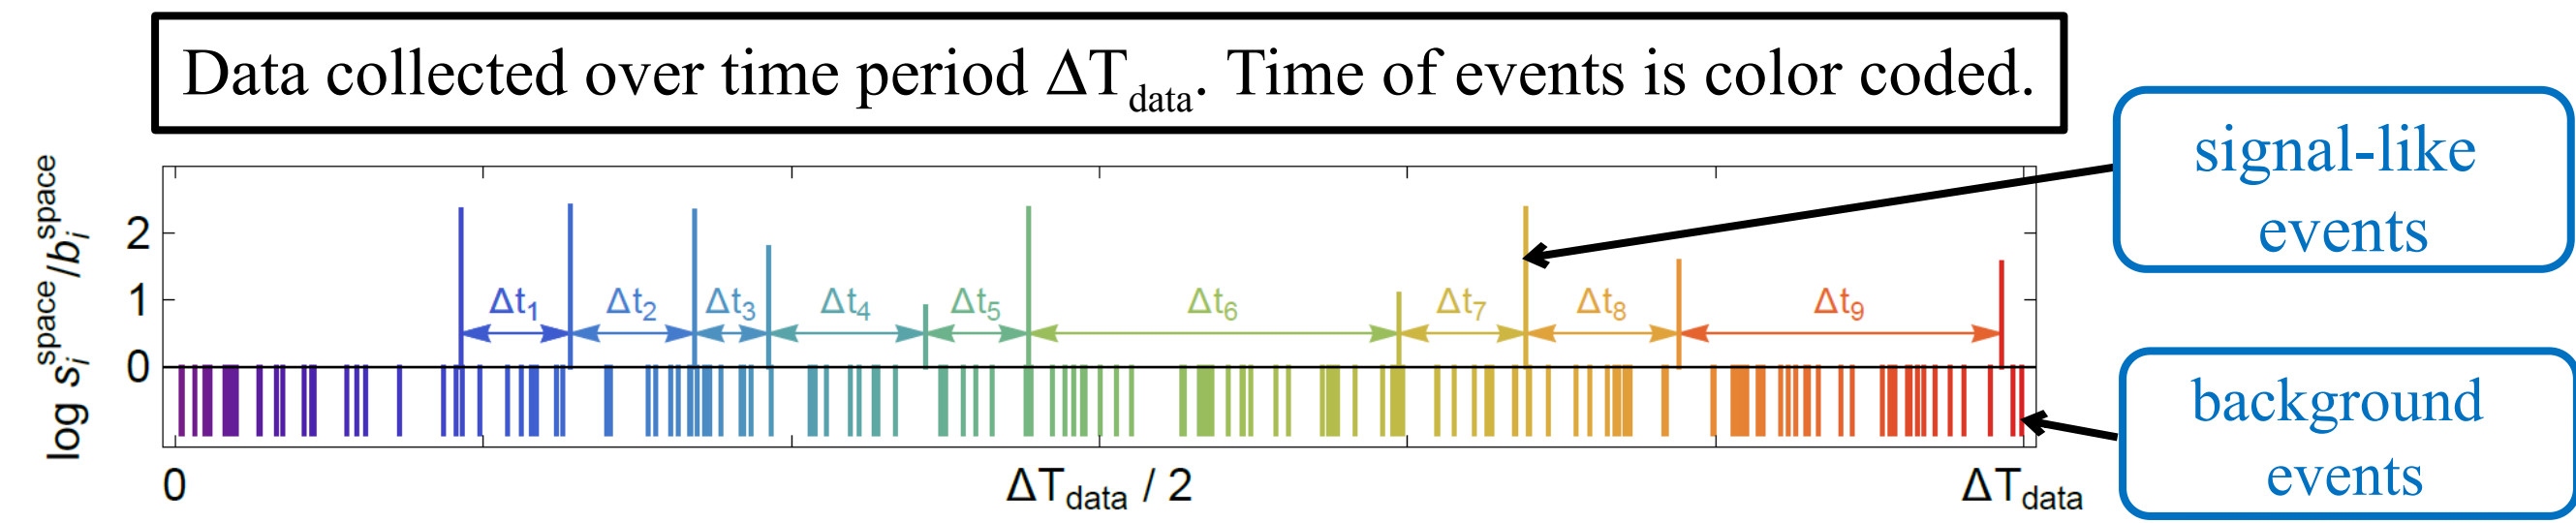 Data collected over time period ΔT_data. Time of events is color coded.
signal-like
events
log s_i^space/b_i^space
2
1
0
Δt₁ Δt₂ Δt₃ Δt₄ Δt₅ Δt₆ Δt₇ Δt₈ Δt₉
background
events
0 ΔT_data / 2 ΔT_data